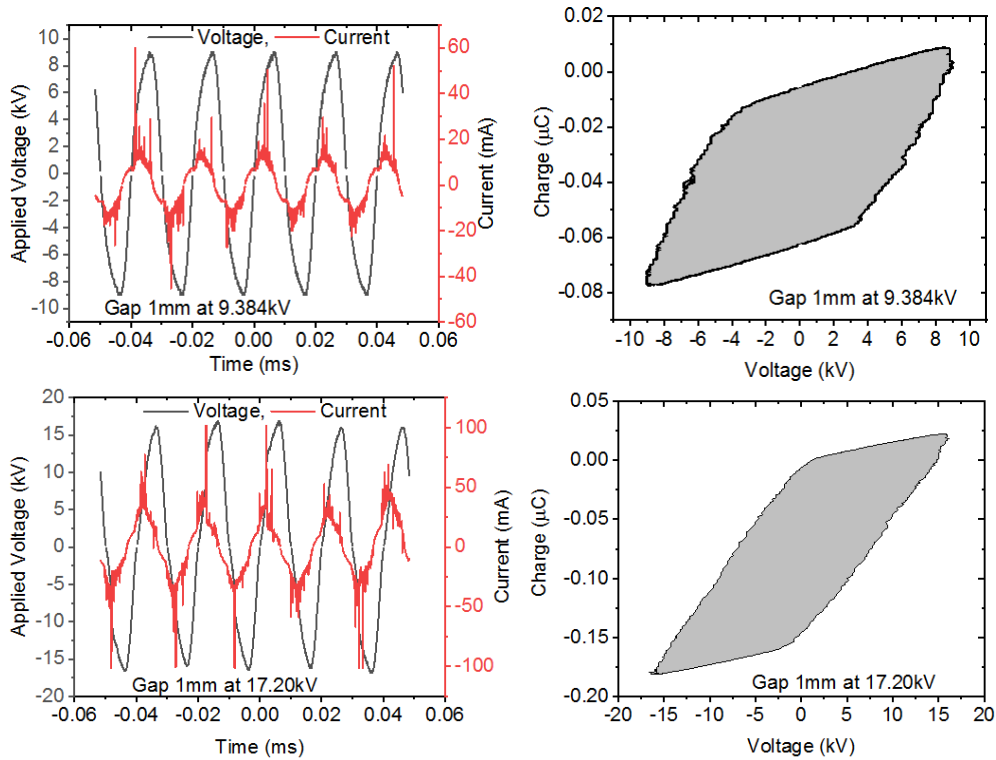 Voltage, Current
10
8
6
4
2
0
-2
-4
-6
-8
-10
Applied Voltage (kV)
60
40
20
0
-20
-40
-60
Current (mA)
Gap 1mm at 9.384kV
-0.06 -0.04 -0.02 0.00 0.02 0.04 0.06
Time (ms)
0.02
0.00
-0.02
-0.04
-0.06
-0.08
Charge (µC)
Gap 1mm at 9.384kV
-10 -8 -6 -4 -2 0 2 4 6 8 10
Voltage (kV)
Voltage, Current
20
15
10
5
0
-5
-10
-15
-20
Applied Voltage (kV)
100
50
0
-50
-100
Current (mA)
Gap 1mm at 17.20kV
-0.06 -0.04 -0.02 0.00 0.02 0.04 0.06
Time (ms)
0.05
0.00
-0.05
-0.10
-0.15
-0.20
Charge (µC)
Gap 1mm at 17.20kV
-20 -15 -10 -5 0 5 10 15 20
Voltage (kV)